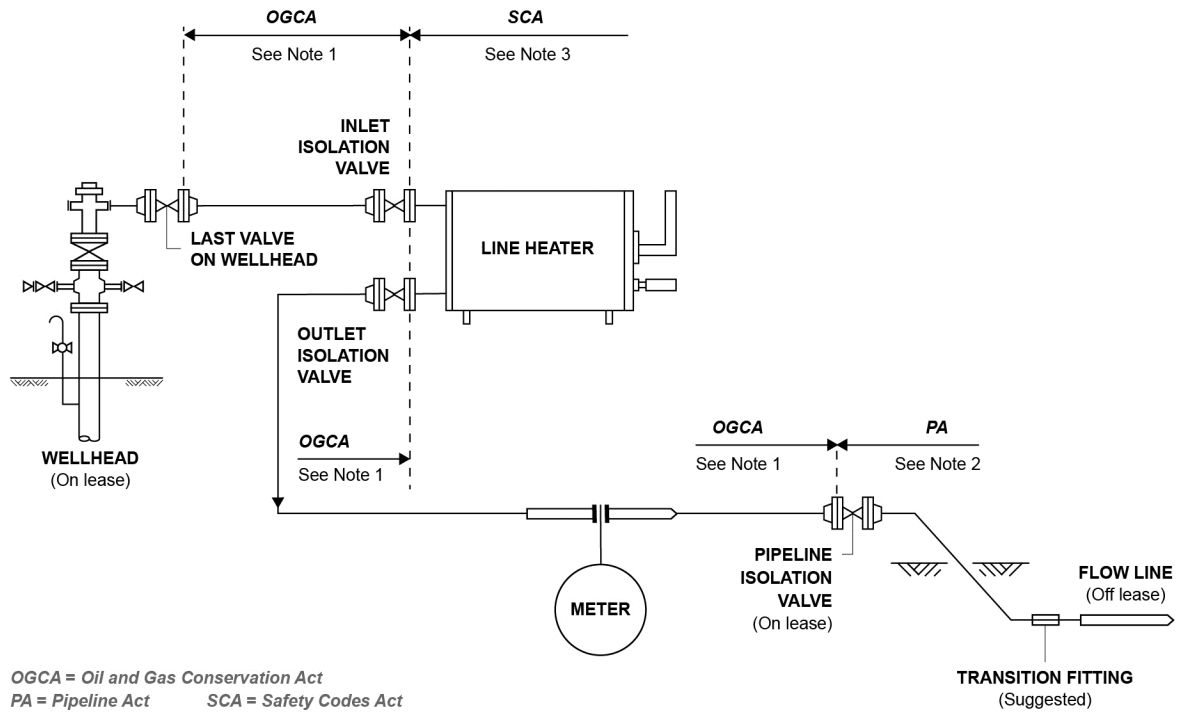 OGCA
SCA
See Note 1
See Note 3
INLET
ISOLATION
VALVE
LAST VALVE
ON WELLHEAD
LINE HEATER
OUTLET
ISOLATION
VALVE
OGCA
See Note 1
WELLHEAD
(On lease)
OGCA
PA
See Note 1
See Note 2
PIPELINE
ISOLATION
VALVE
(On lease)
METER
FLOW LINE
(Off lease)
TRANSITION FITTING
(Suggested)
OGCA = Oil and Gas Conservation Act
PA = Pipeline Act
SCA = Safety Codes Act